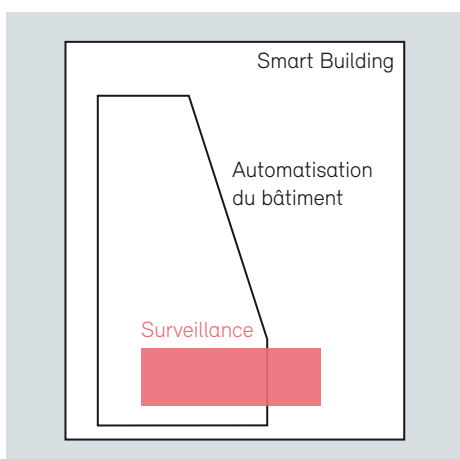 Smart Building
Automatisation
du bâtiment
Surveillance